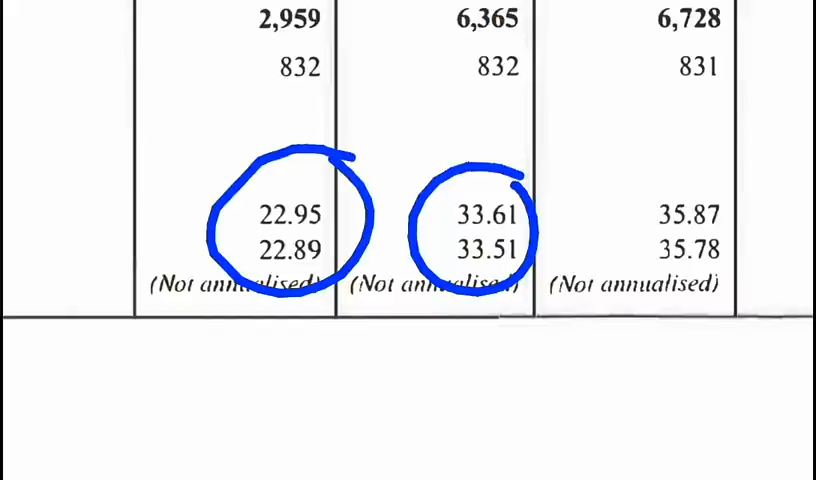 2,959 6,365 6,728
832 832 831
22.95 33.61 35.87
22.89 33.51 35.78
(Not annualised) (Not annualised) (Not annualised)